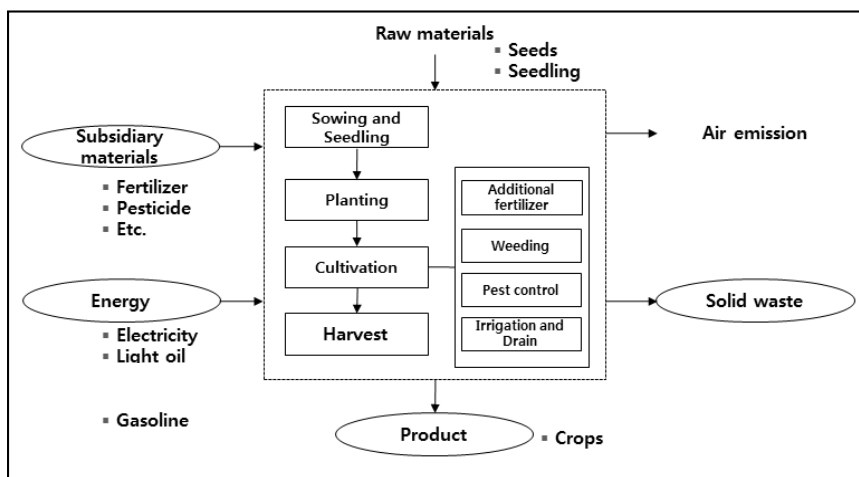 Raw materials
▪ Seeds
▪ Seedling
Sowing and
Seedling
Subsidiary
materials
Air emission
▪ Fertilizer
▪ Pesticide
▪ Etc.
Planting
Additional
fertilizer
Weeding
Cultivation
Pest control
Energy
Solid waste
▪ Electricity
▪ Light oil
Harvest
Irrigation and
Drain
▪ Gasoline
Product
▪ Crops